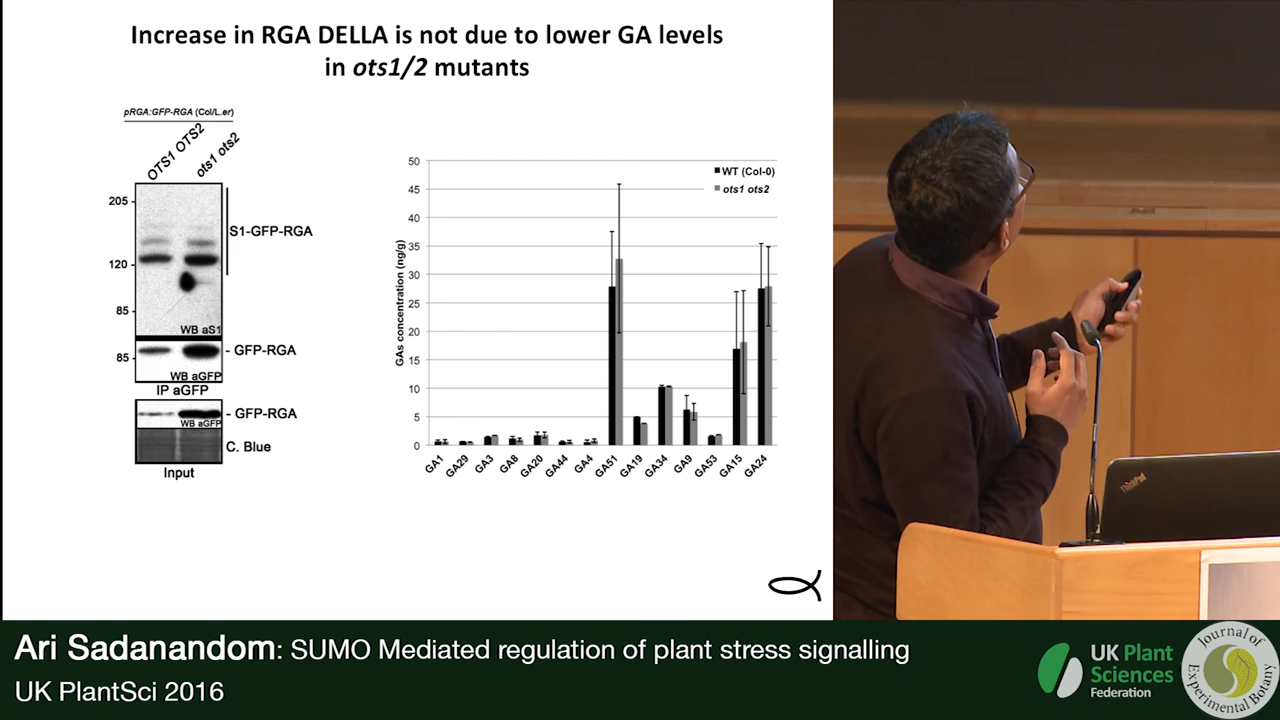 Increase in RGA DELLA is not due to lower GA levels
in ots1/2 mutants
pRGA:GFP-RGA (Col/L.er)
OTS1 OTS2
ots1 ots2
205
120
85
S1-GFP-RGA
WB aS1
85
- GFP-RGA
WB aGFP
IP aGFP
- GFP-RGA
WB aGFP
C. Blue
Input
GAs concentration (ng/g)
50
45
40
35
30
25
20
15
10
5
0
WT (Col-0)
ots1 ots2
GA1
GA29
GA3
GA8
GA20
GA44
GA4
GA51
GA19
GA34
GA9
GA53
GA15
GA24
ThinkPad
Ari Sadanandom: SUMO Mediated regulation of plant stress signalling
UK PlantSci 2016
UK Plant
Sciences
Federation
Journal of
Experimental Botany